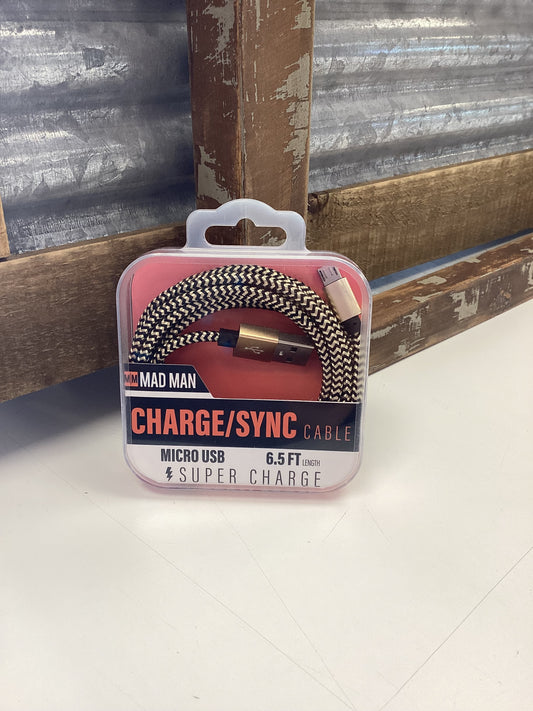 MM MAD MAN
CHARGE/SYNC CABLE
MICRO USB 6.5 FT LENGTH
SUPER CHARGE